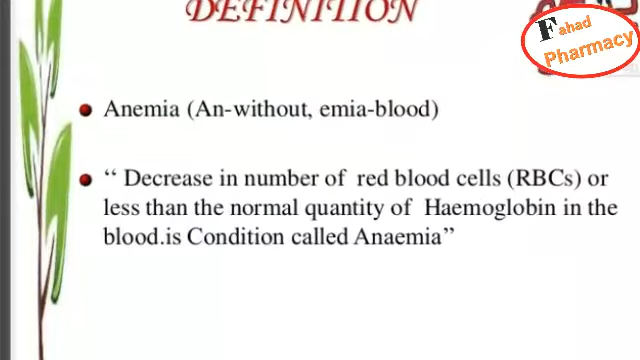 DEFINITION
Fahad
Pharmacy
Anemia (An-without, emia-blood)
“ Decrease in number of red blood cells (RBCs) or
less than the normal quantity of Haemoglobin in the
blood.is Condition called Anaemia”